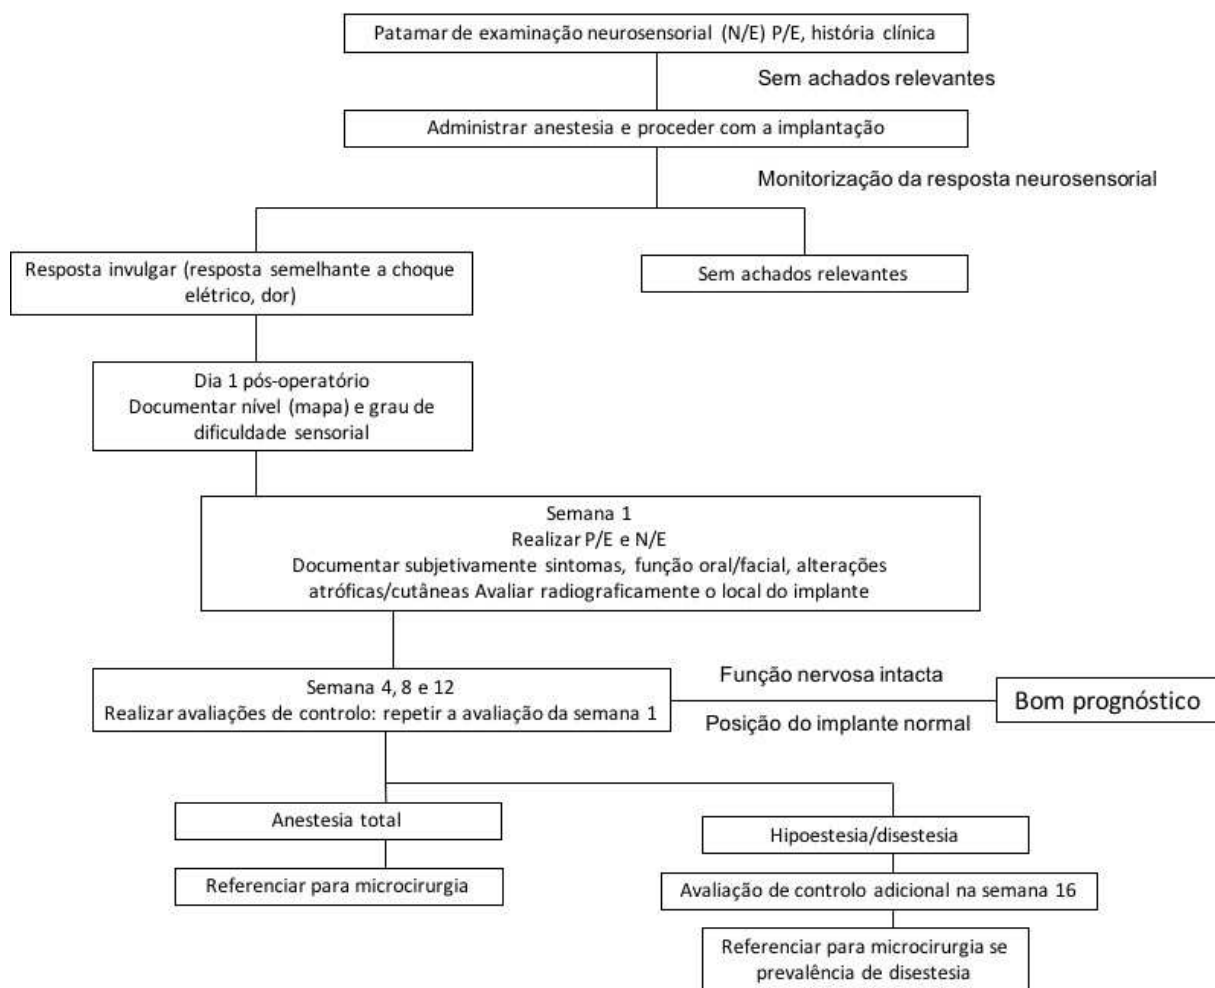 Patamar de examinação neurosensorial (N/E) P/E, história clínica
Sem achados relevantes
Administrar anestesia e proceder com a implantação
Monitorização da resposta neurosensorial
Resposta invulgar (resposta semelhante a choque
elétrico, dor)
Sem achados relevantes
Dia 1 pós-operatório
Documentar nível (mapa) e grau de
dificuldade sensorial
Semana 1
Realizar P/E e N/E
Documentar subjetivamente sintomas, função oral/facial, alterações
atróficas/cutâneas Avaliar radiograficamente o local do implante
Semana 4, 8 e 12
Realizar avaliações de controlo: repetir a avaliação da semana 1
Função nervosa intacta
Posição do implante normal
Bom prognóstico
Anestesia total
Referenciar para microcirurgia
Hipoestesia/disestesia
Avaliação de controlo adicional na semana 16
Referenciar para microcirurgia se
prevalência de disestesia